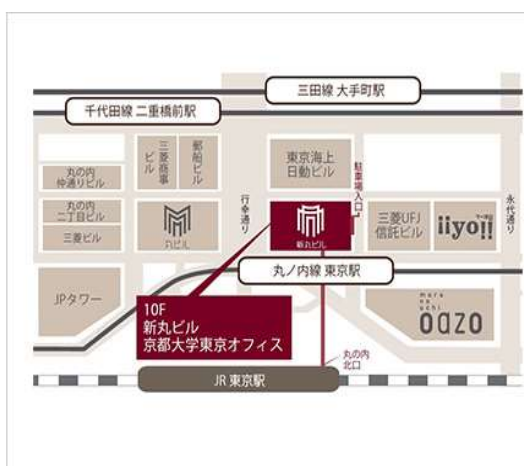 三田線 大手町駅
千代田線 二重橋前駅
三菱商事
ビル
郵船ビル
東京海上
日動ビル
駐車場入口
丸の内
仲通りビル
丸の内
二丁目ビル
三菱ビル
丸ビル
行幸通り
新丸ビル
三菱UFJ
信託ビル
iiyo!!
永代通り
丸ノ内線 東京駅
JPタワー
10F
新丸ビル
京都大学東京オフィス
maru
no
uchi
oazo
丸の内
北口
JR 東京駅